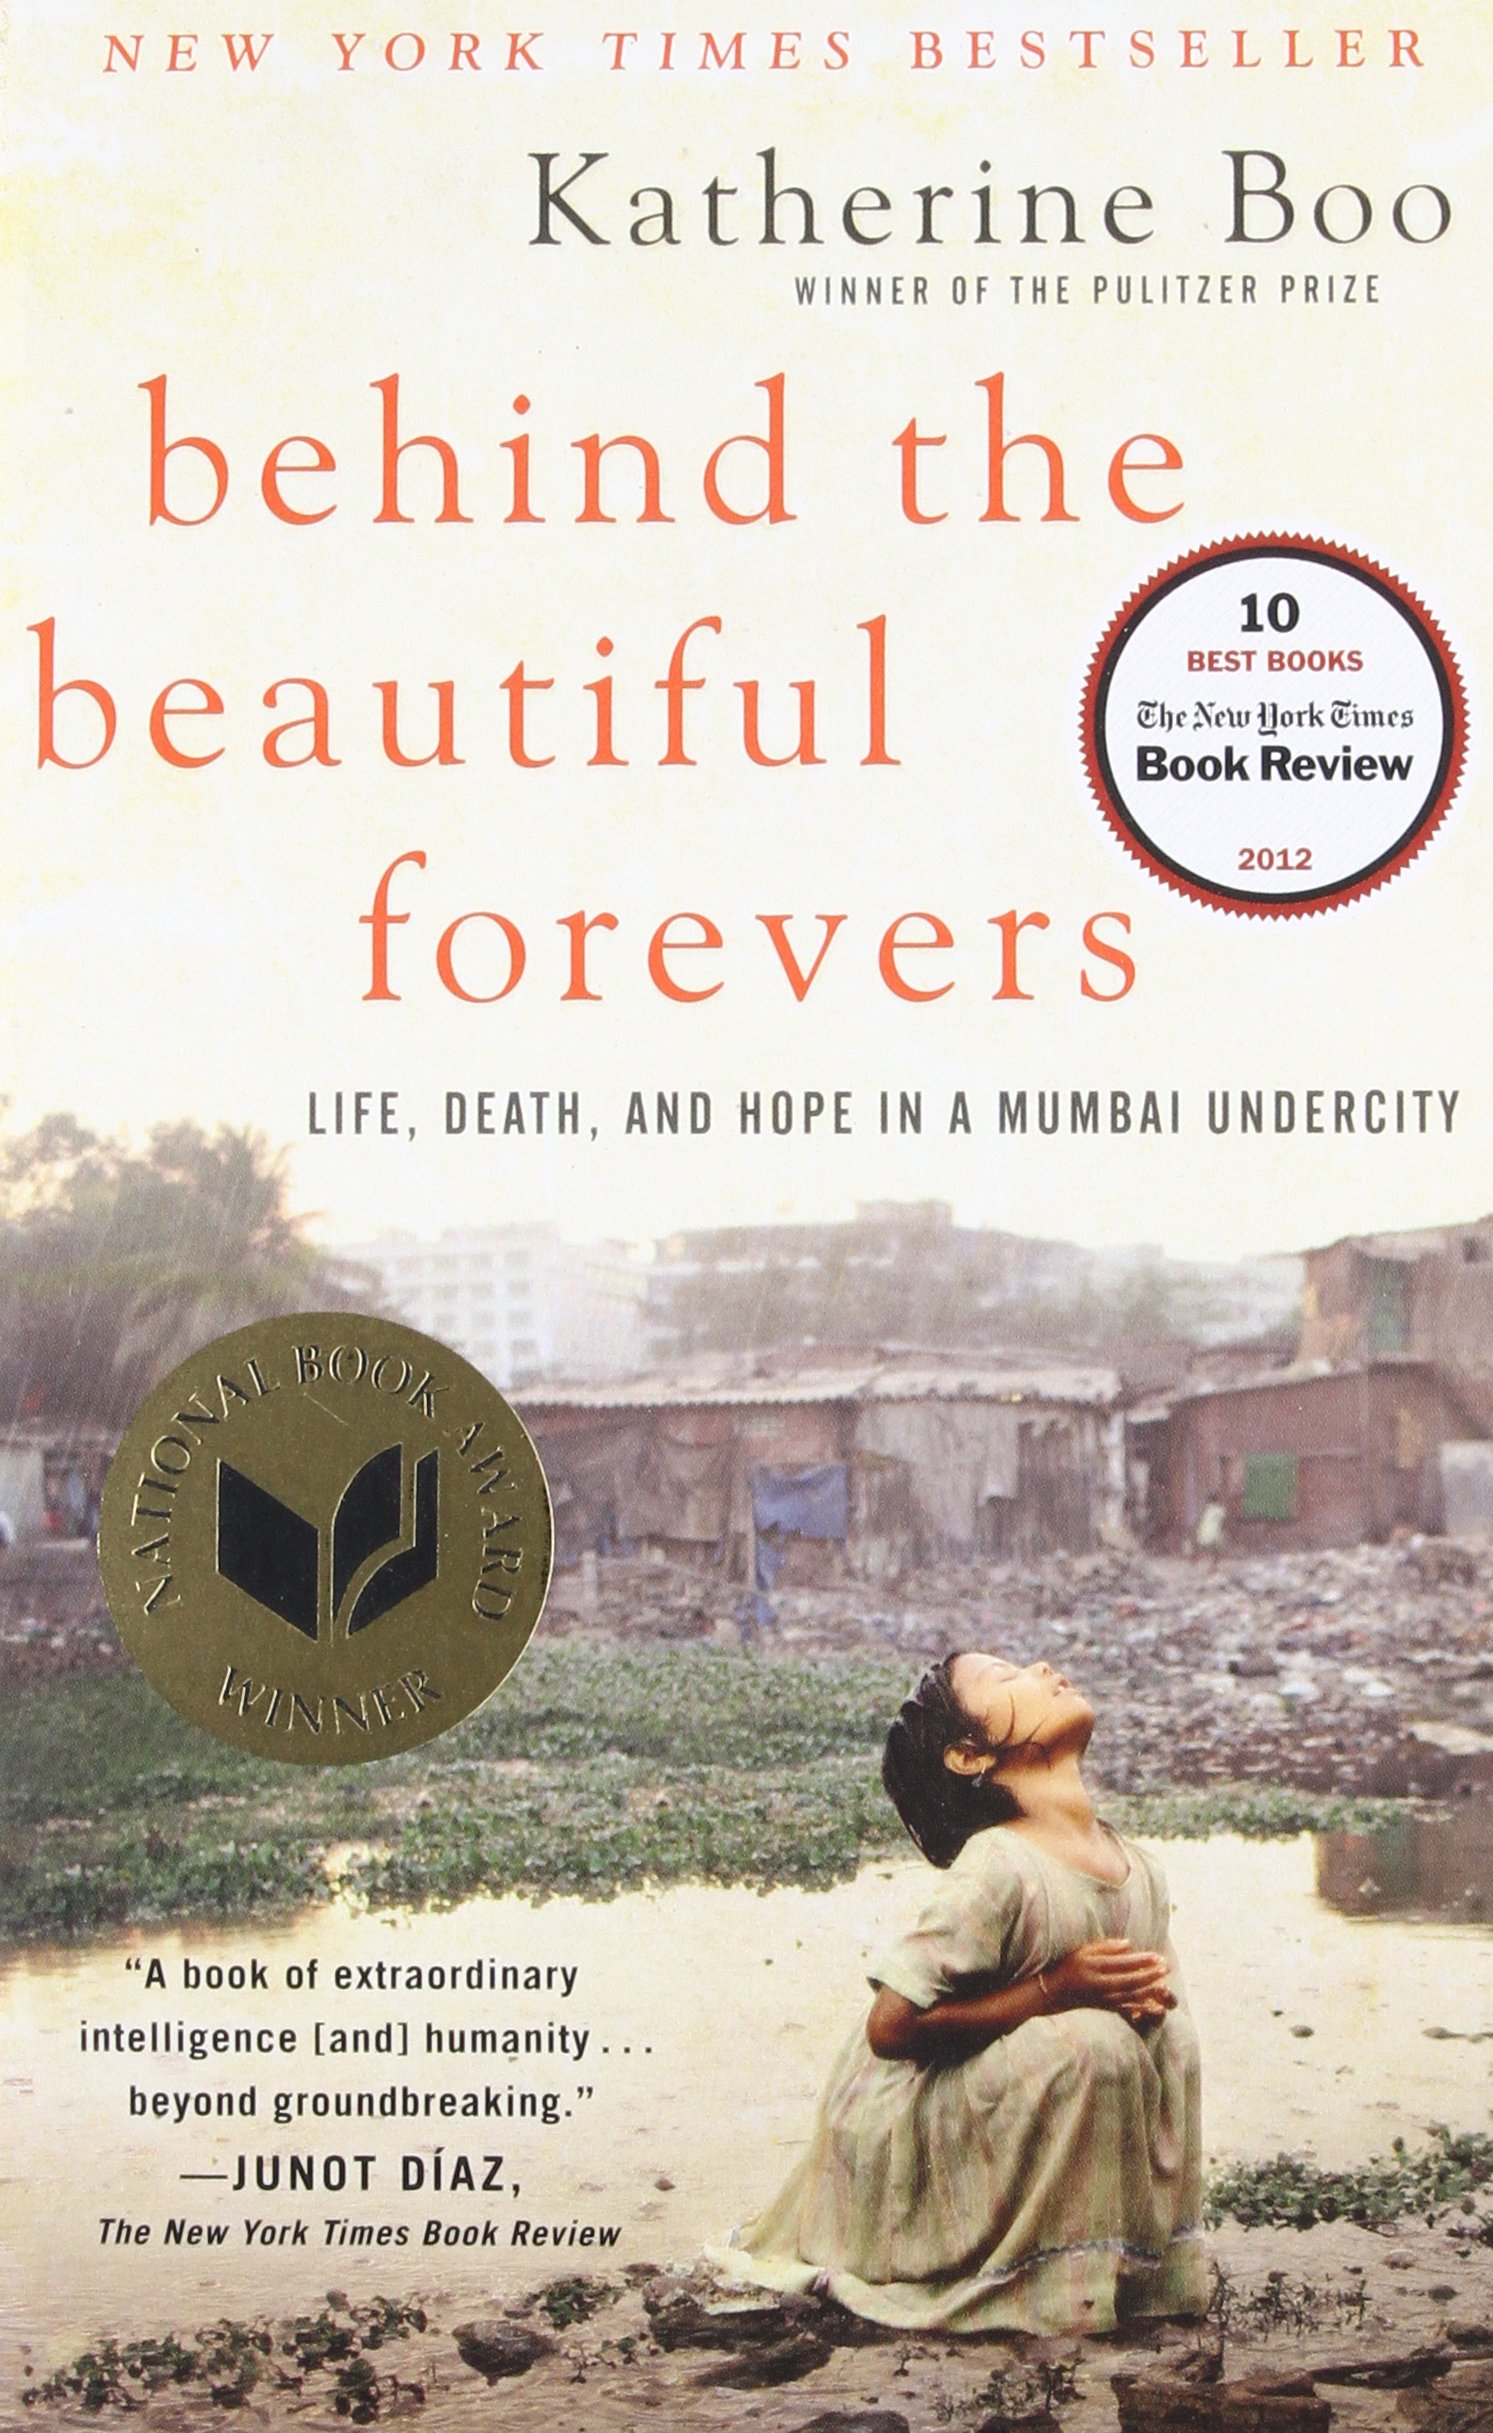 NEW YORK TIMES BESTSELLER
Katherine Boo
WINNER OF THE PULITZER PRIZE
behind the
beautiful
forevers
10
BEST BOOKS
The New York Times
Book Review
2012
LIFE, DEATH, AND HOPE IN A MUMBAI UNDERCITY
NATIONAL BOOK AWARD
WINNER
“A book of extraordinary
intelligence [and] humanity . . .
beyond groundbreaking.”
—JUNOT DÍAZ,
The New York Times Book Review